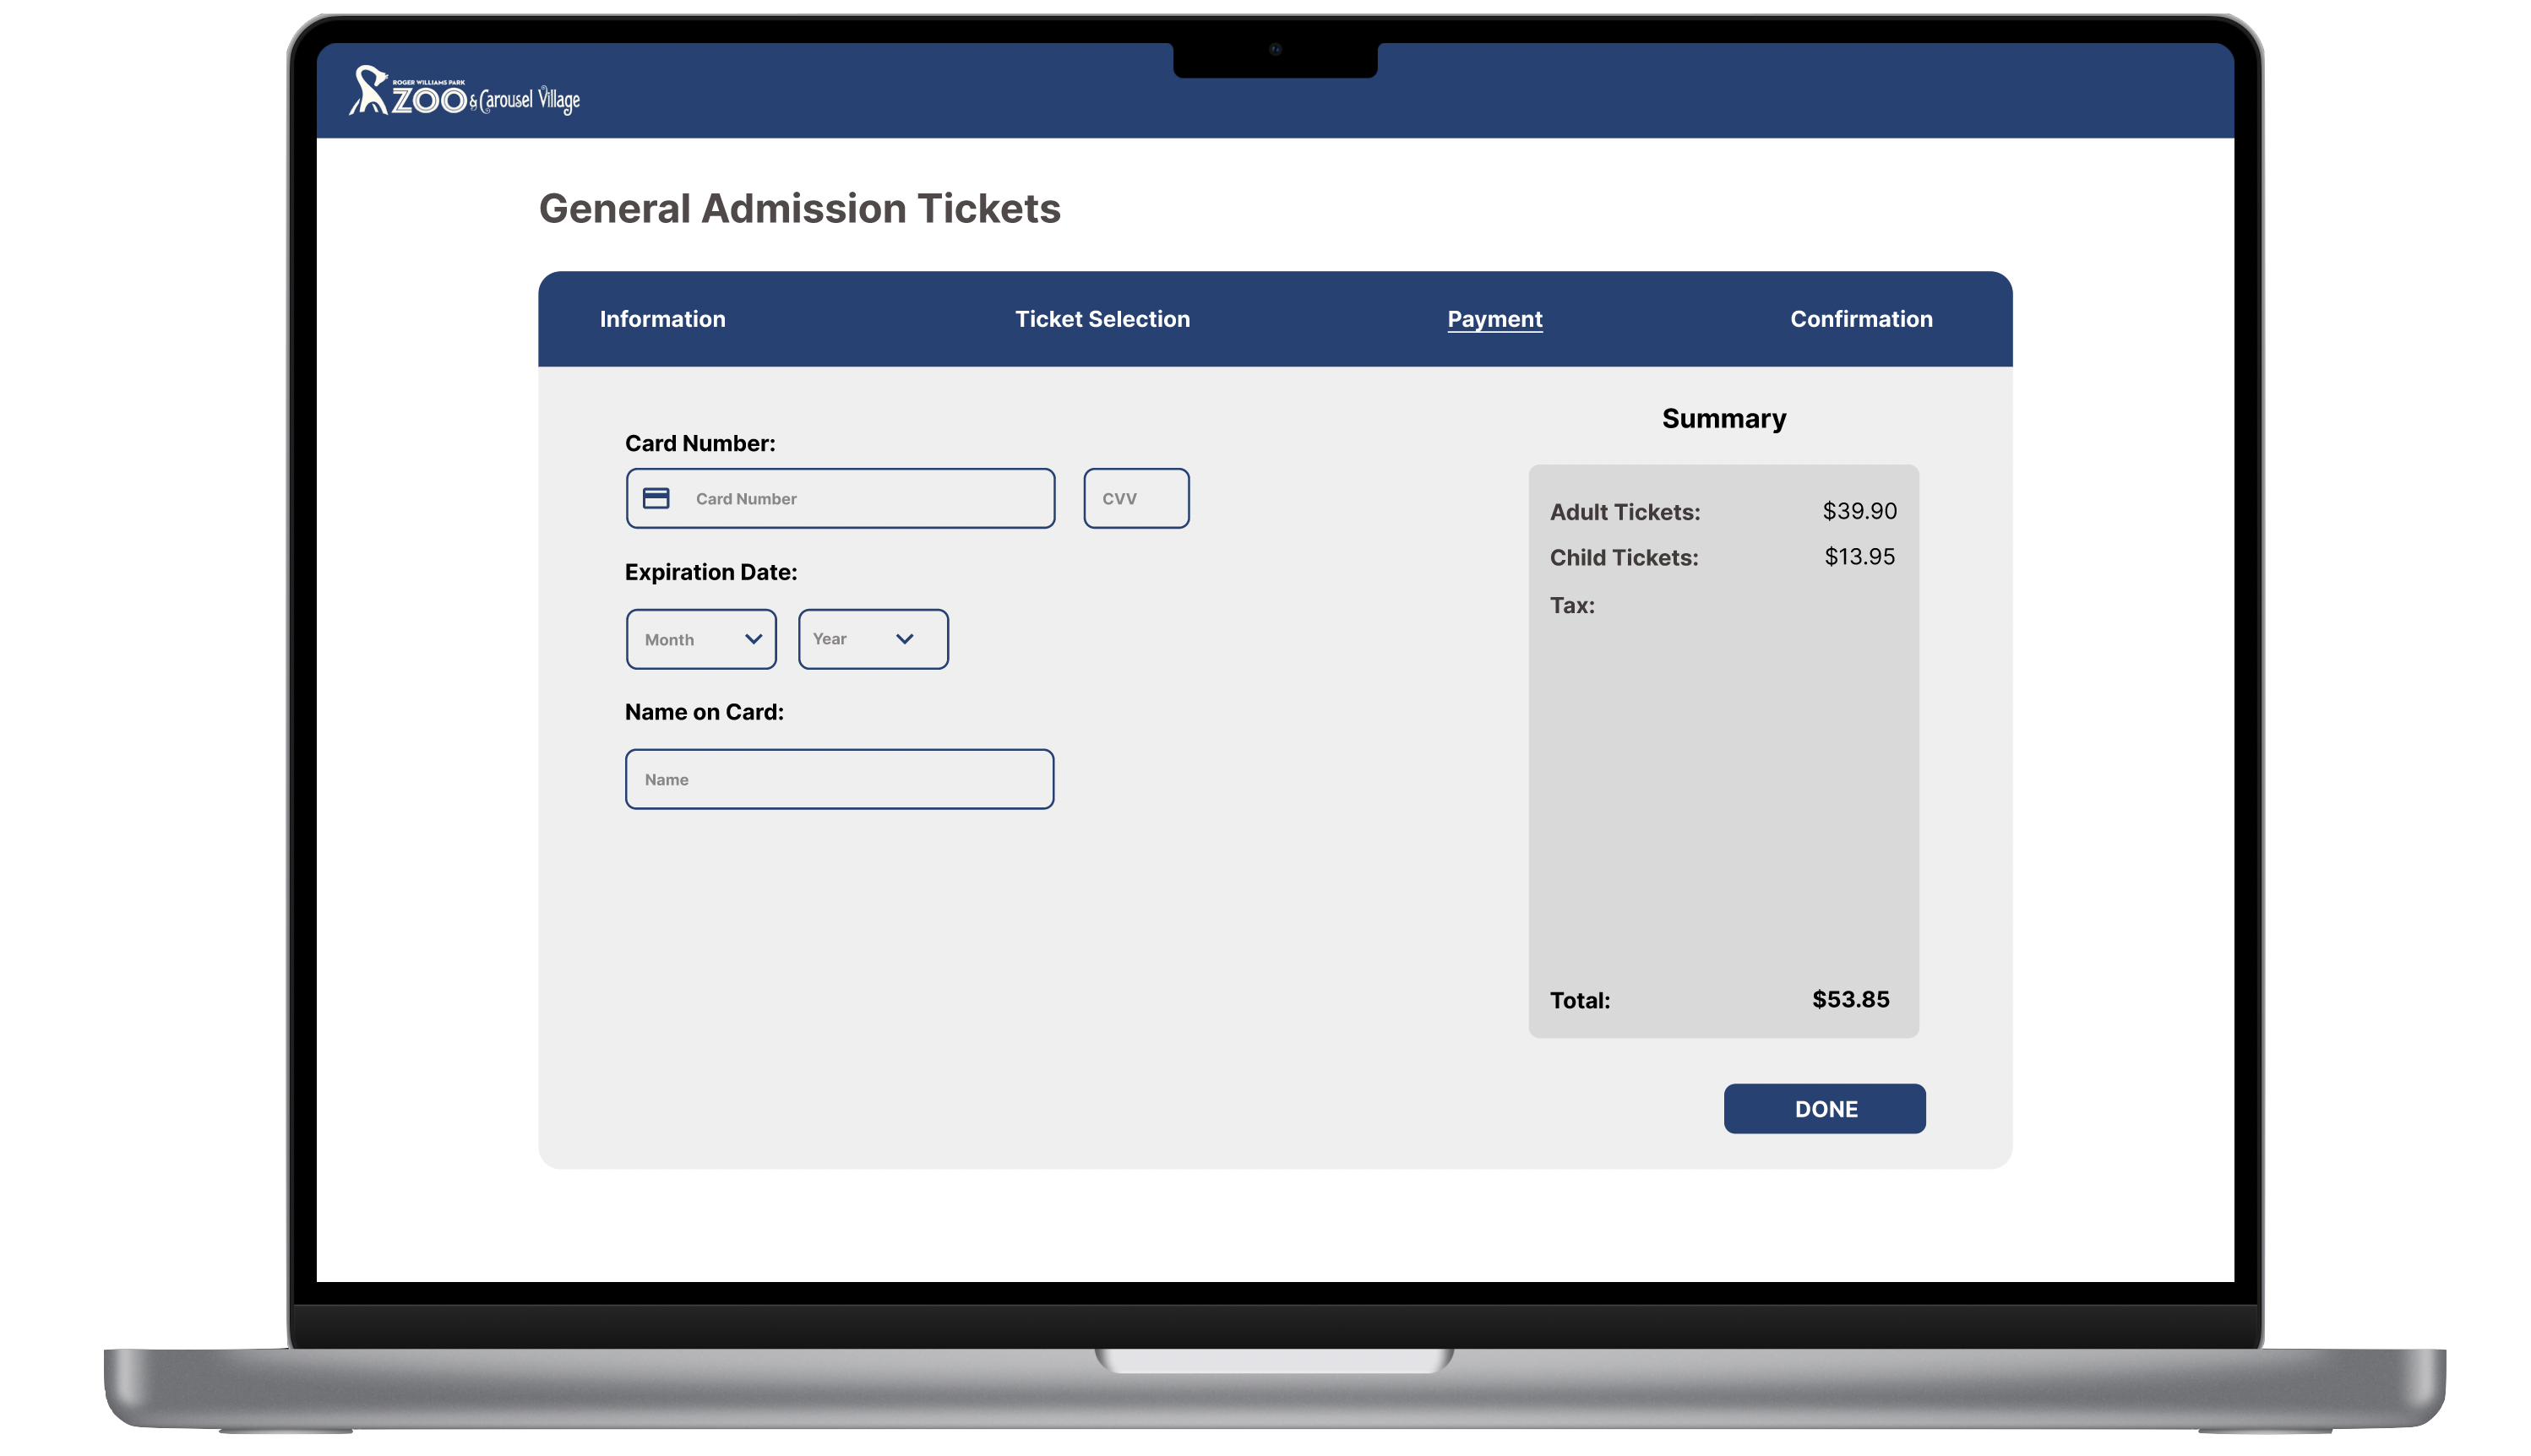 ROGER WILLIAMS PARK
ZOO & Carousel Village
General Admission Tickets
Information
Ticket Selection
Payment
Confirmation
Card Number:
Card Number
CVV
Expiration Date:
Month
Year
Name on Card:
Name
Summary
Adult Tickets: $39.90
Child Tickets: $13.95
Tax:
Total: $53.85
DONE